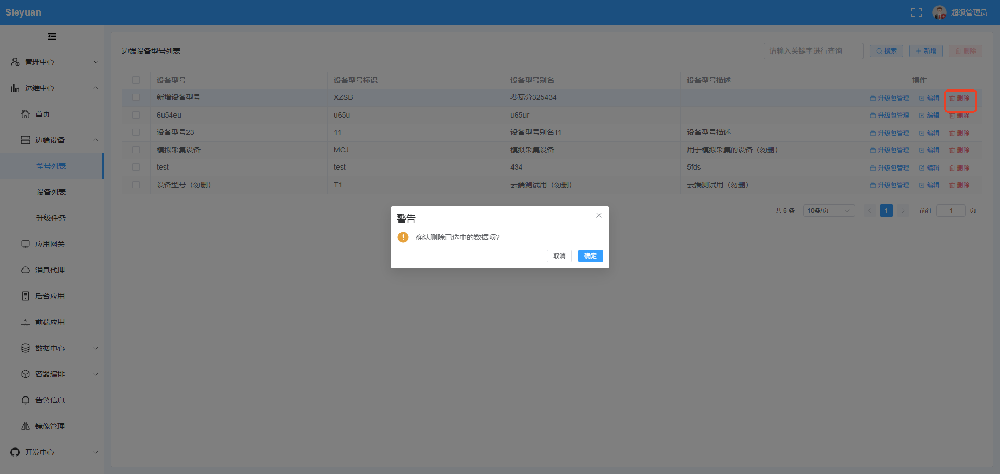 Sieyuan
超级管理员
管理中心
运维中心
首页
边端设备
型号列表
设备列表
升级任务
应用网关
消息代理
后台应用
前端应用
数据中心
容器编排
告警信息
镜像管理
开发中心
边端设备型号列表
请输入关键字进行查询 搜索 新增 删除
设备型号 设备型号标识 设备型号别名 设备型号描述 操作
新增设备型号 XZSB 费瓦分325434 升级包管理 编辑 删除
6u54eu u65u u65ur 升级包管理 编辑 删除
设备型号23 11 设备型号别名11 设备型号描述 升级包管理 编辑 删除
模拟采集设备 MCJ 模拟采集设备 用于模拟采集的设备（勿删） 升级包管理 编辑 删除
test test 434 5fds 升级包管理 编辑 删除
设备型号（勿删） T1 云端测试用（勿删） 云端测试用（勿删） 升级包管理 编辑 删除
共 6 条 10条/页 1 前往 1 页
警告
确认删除已选中的数据项?
取消 确定